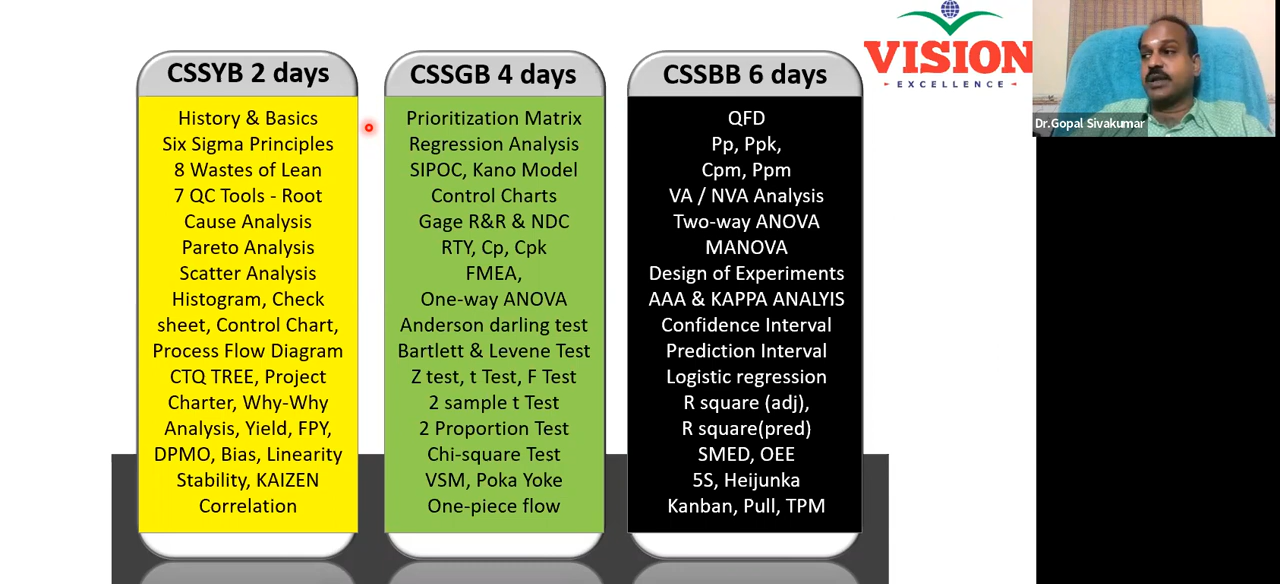 CSSYB 2 days
History & Basics
Six Sigma Principles
8 Wastes of Lean
7 QC Tools - Root
Cause Analysis
Pareto Analysis
Scatter Analysis
Histogram, Check
sheet, Control Chart,
Process Flow Diagram
CTQ TREE, Project
Charter, Why-Why
Analysis, Yield, FPY,
DPMO, Bias, Linearity
Stability, KAIZEN
Correlation
CSSGB 4 days
Prioritization Matrix
Regression Analysis
SIPOC, Kano Model
Control Charts
Gage R&R & NDC
RTY, Cp, Cpk
FMEA,
One-way ANOVA
Anderson darling test
Bartlett & Levene Test
Z test, t Test, F Test
2 sample t Test
2 Proportion Test
Chi-square Test
VSM, Poka Yoke
One-piece flow
CSSBB 6 days
QFD
Pp, Ppk,
Cpm, Ppm
VA / NVA Analysis
Two-way ANOVA
MANOVA
Design of Experiments
AAA & KAPPA ANALYIS
Confidence Interval
Prediction Interval
Logistic regression
R square (adj),
R square(pred)
SMED, OEE
5S, Heijunka
Kanban, Pull, TPM
VISION
EXCELLENCE
Dr.Gopal Sivakumar